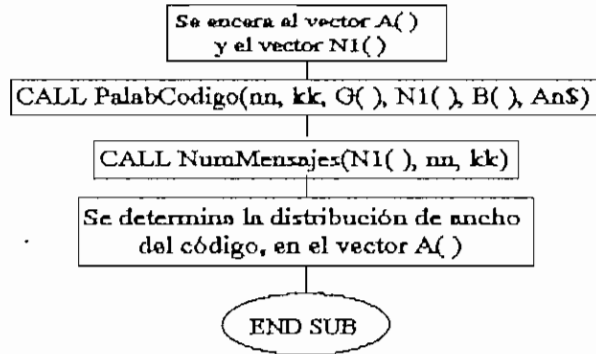 Se encera el vector A( )
y el vector N1( )
CALL PalabCodigo(nn, kk, G( ), N1( ), B( ), An$)
CALL NumMensajes(N1( ), nn, kk)
Se determina la distribución de ancho
del código, en el vector A( )
END SUB